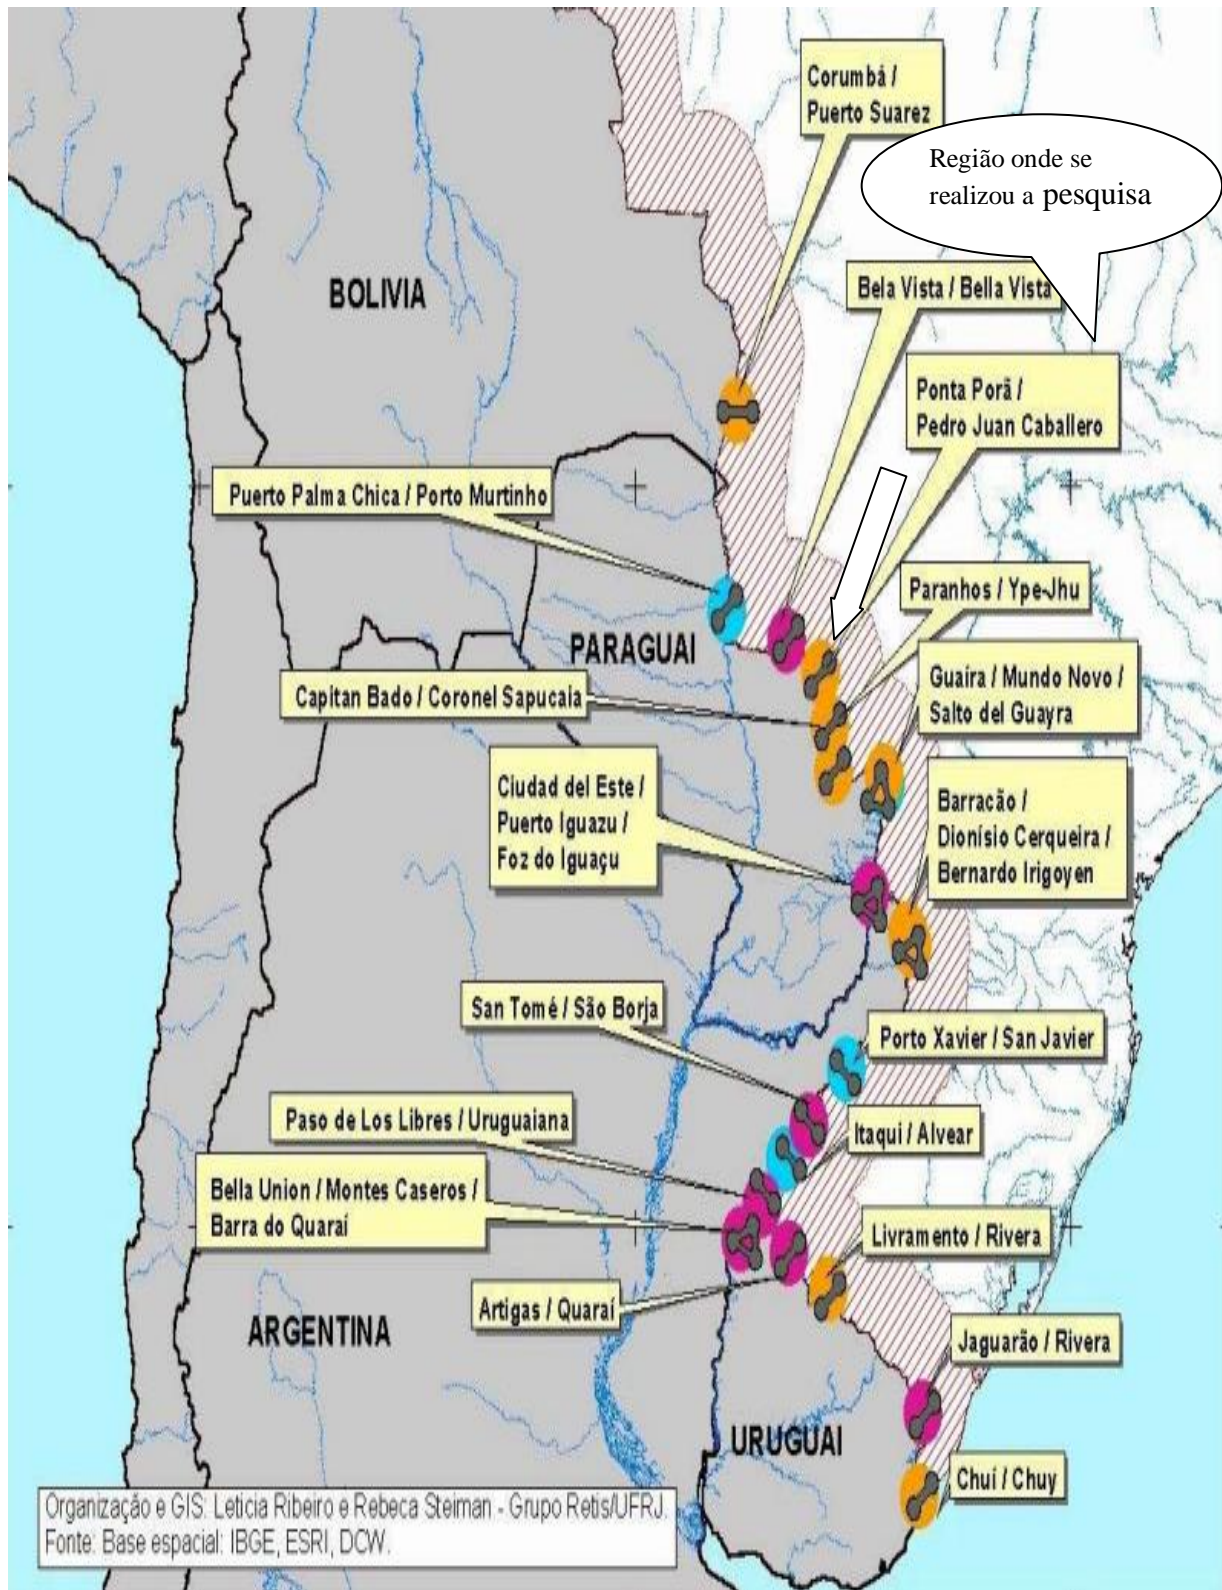 Corumbá /
Puerto Suarez
Região onde se
realizou a pesquisa
BOLIVIA
Bela Vista / Bella Vista
Ponta Porã /
Pedro Juan Caballero
Puerto Palma Chica / Porto Murtinho
Paranhos / Ype-Jhu
PARAGUAI
Guaíra / Mundo Novo /
Salto del Guayra
Capitan Bado / Coronel Sapucaia
Ciudad del Este /
Puerto Iguazu /
Foz do Iguaçu
Barracão /
Dionísio Cerqueira /
Bernardo Irigoyen
San Tomé / São Borja
Porto Xavier / San Javier
Paso de Los Libres / Uruguaiana
Itaqui / Alvear
Bella Union / Montes Caseros /
Barra do Quaraí
Livramento / Rivera
Artigas / Quaraí
ARGENTINA
Jaguarão / Rivera
URUGUAI
Chuí / Chuy
Organização e GIS: Leticia Ribeiro e Rebeca Steiman - Grupo Retis/UFRJ.
Fonte: Base espacial: IBGE, ESRI, DCW.